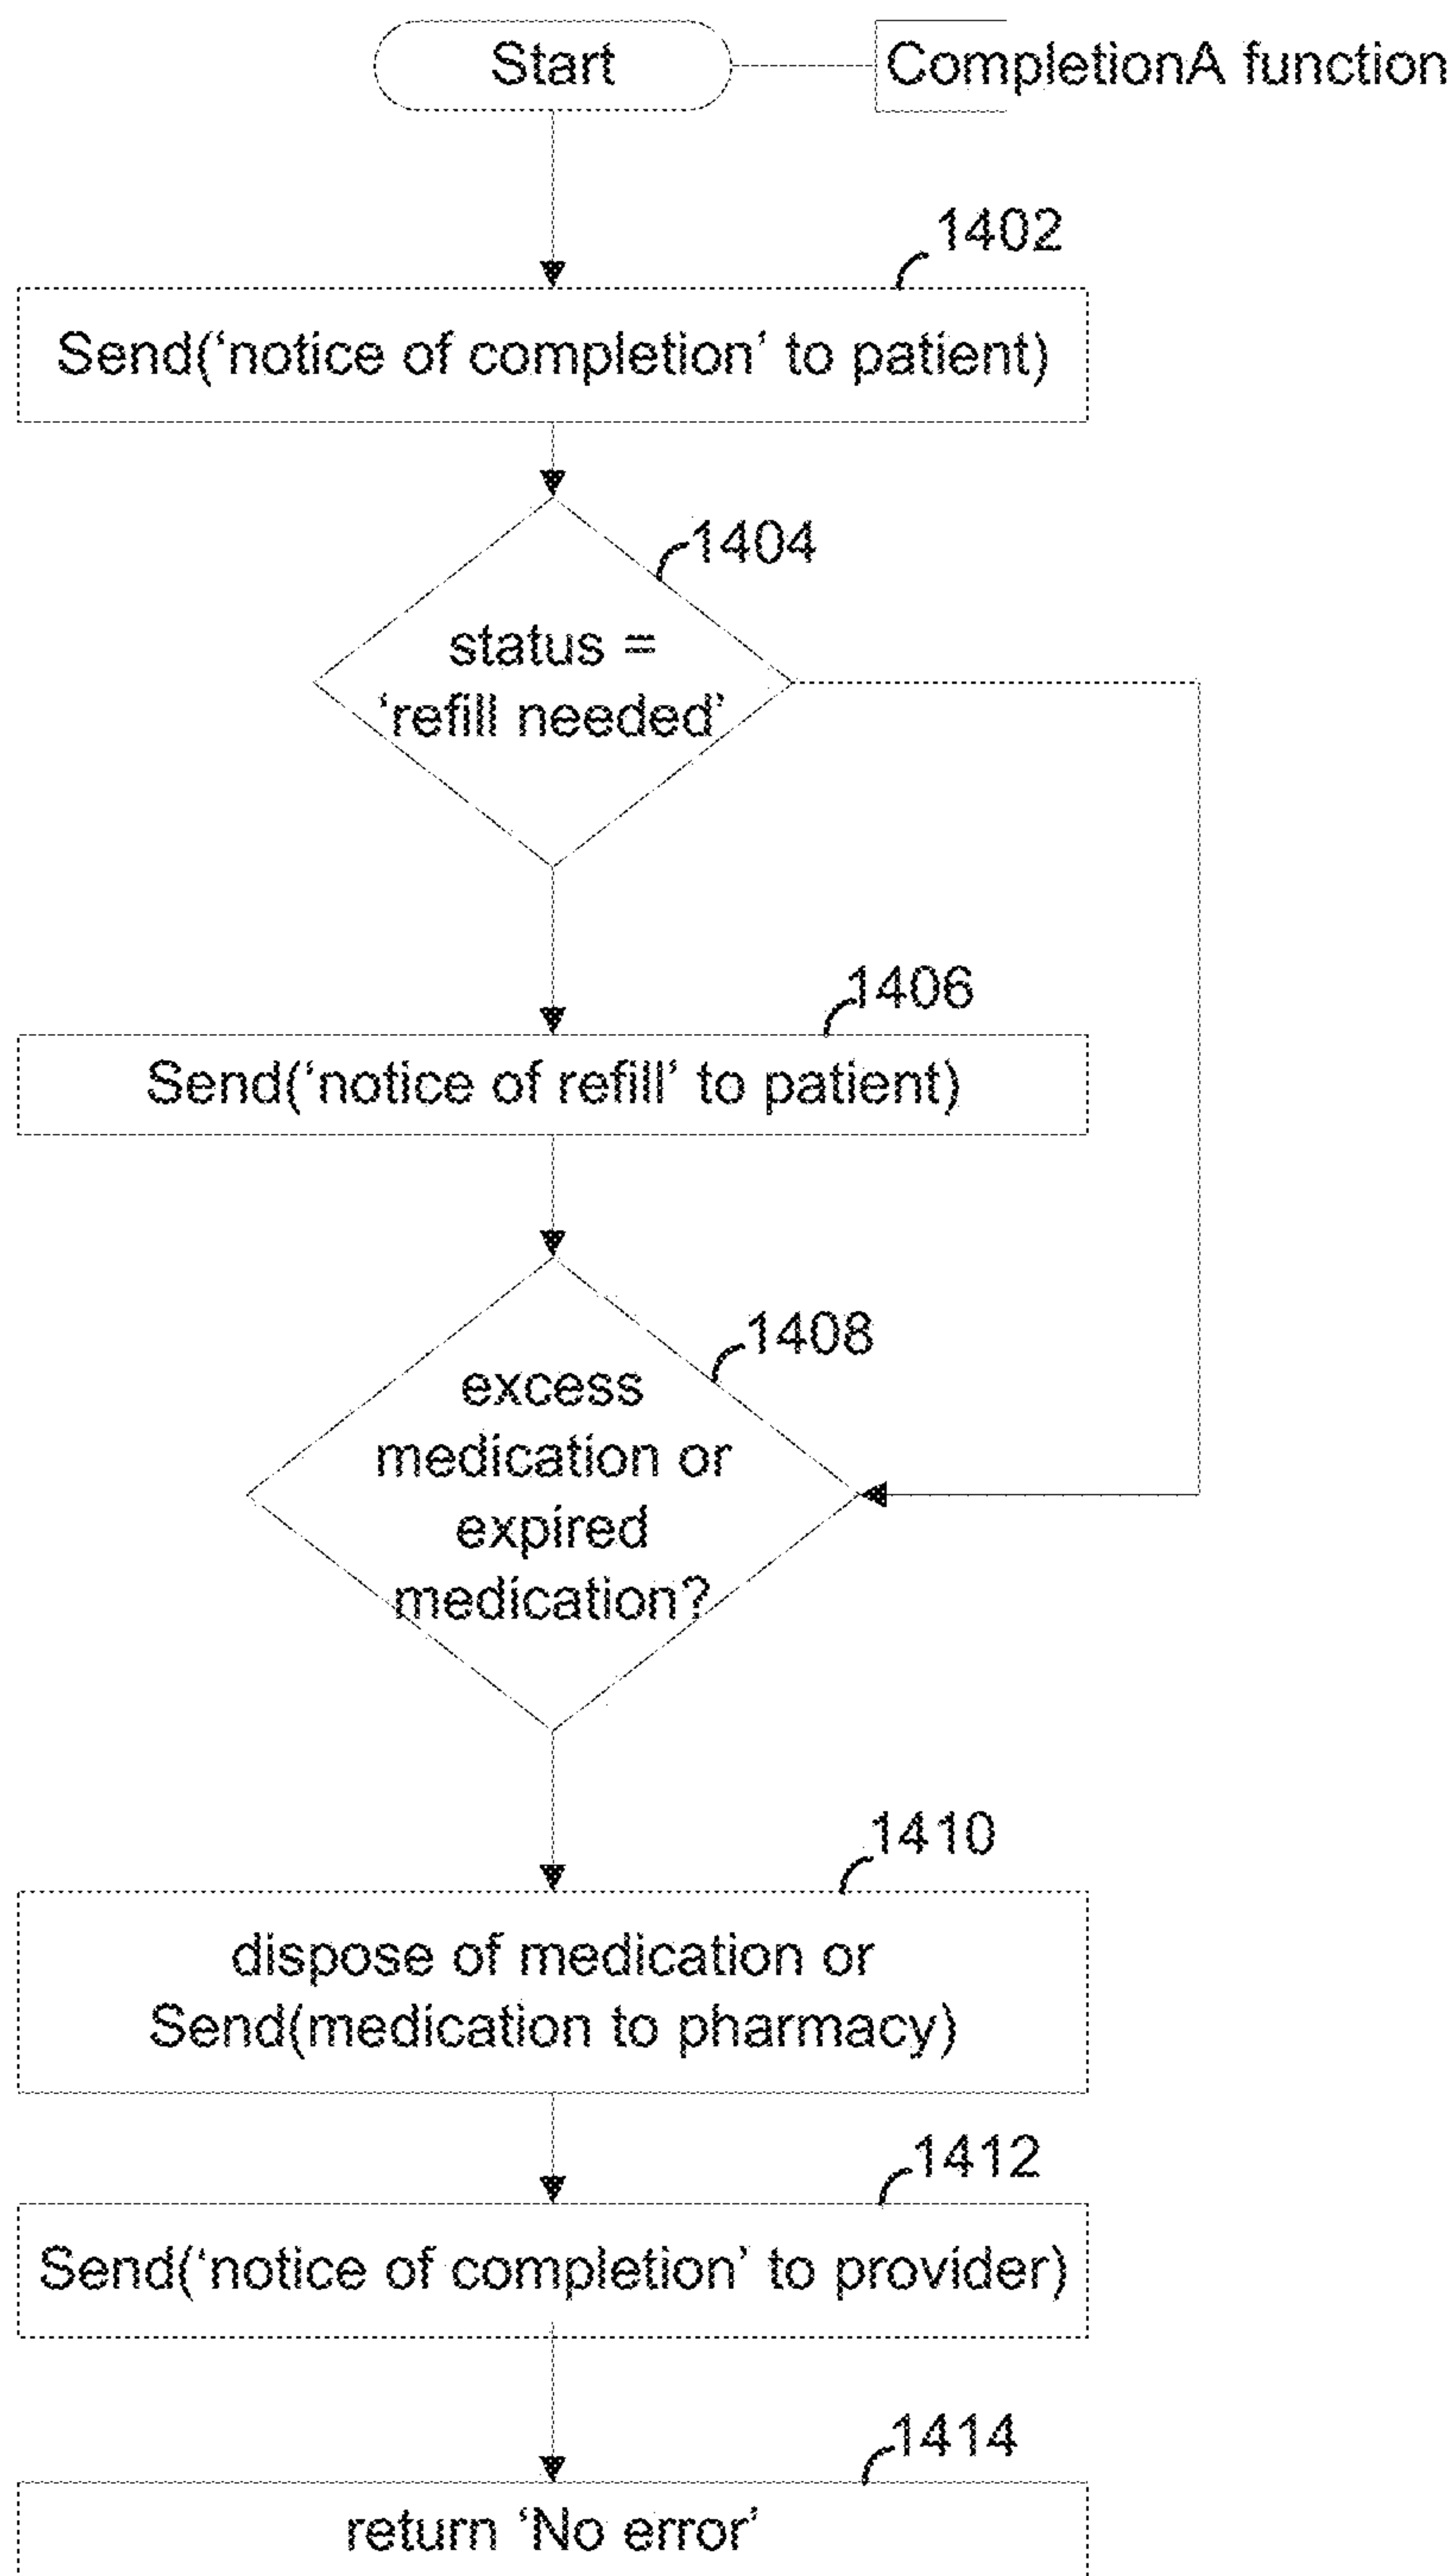 Start
CompletionA function
1402
Send(‘notice of completion’ to patient)
1404
status =
‘refill needed’
1406
Send(‘notice of refill’ to patient)
1408
excess
medication or
expired
medication?
1410
dispose of medication or
Send(medication to pharmacy)
1412
Send(‘notice of completion’ to provider)
1414
return ‘No error’